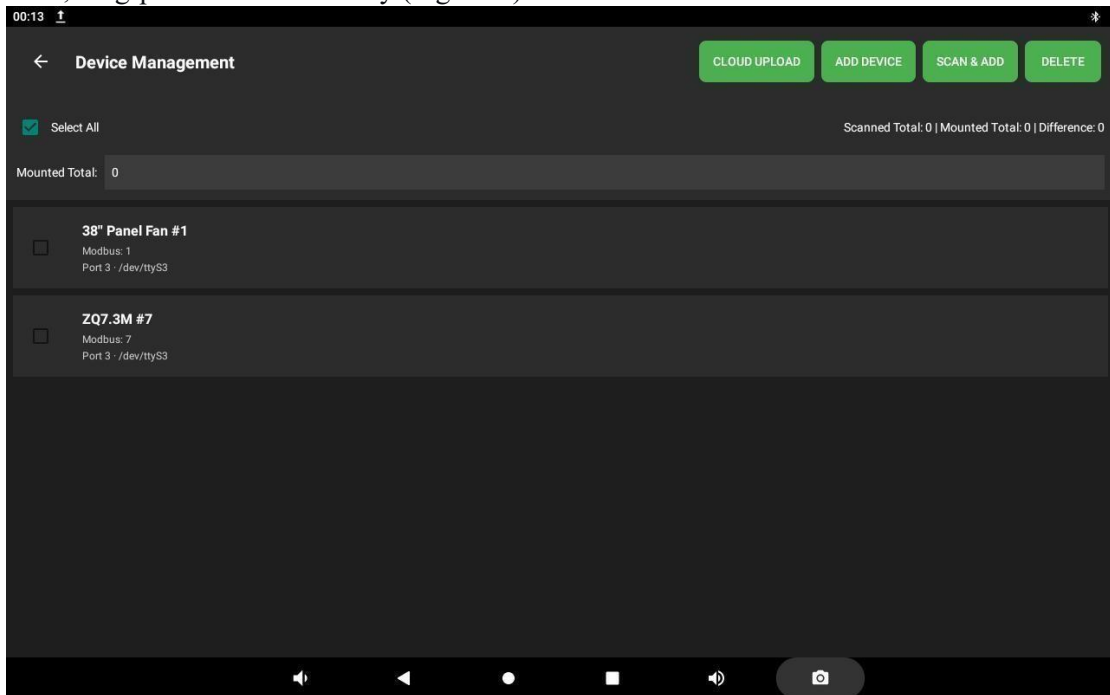 00:13
Device Management
CLOUD UPLOAD
ADD DEVICE
SCAN & ADD
DELETE
Select All
Scanned Total: 0 | Mounted Total: 0 | Difference: 0
Mounted Total: 0
38" Panel Fan #1
Modbus: 1
Port 3 · /dev/ttyS3
ZQ7.3M #7
Modbus: 7
Port 3 · /dev/ttyS3